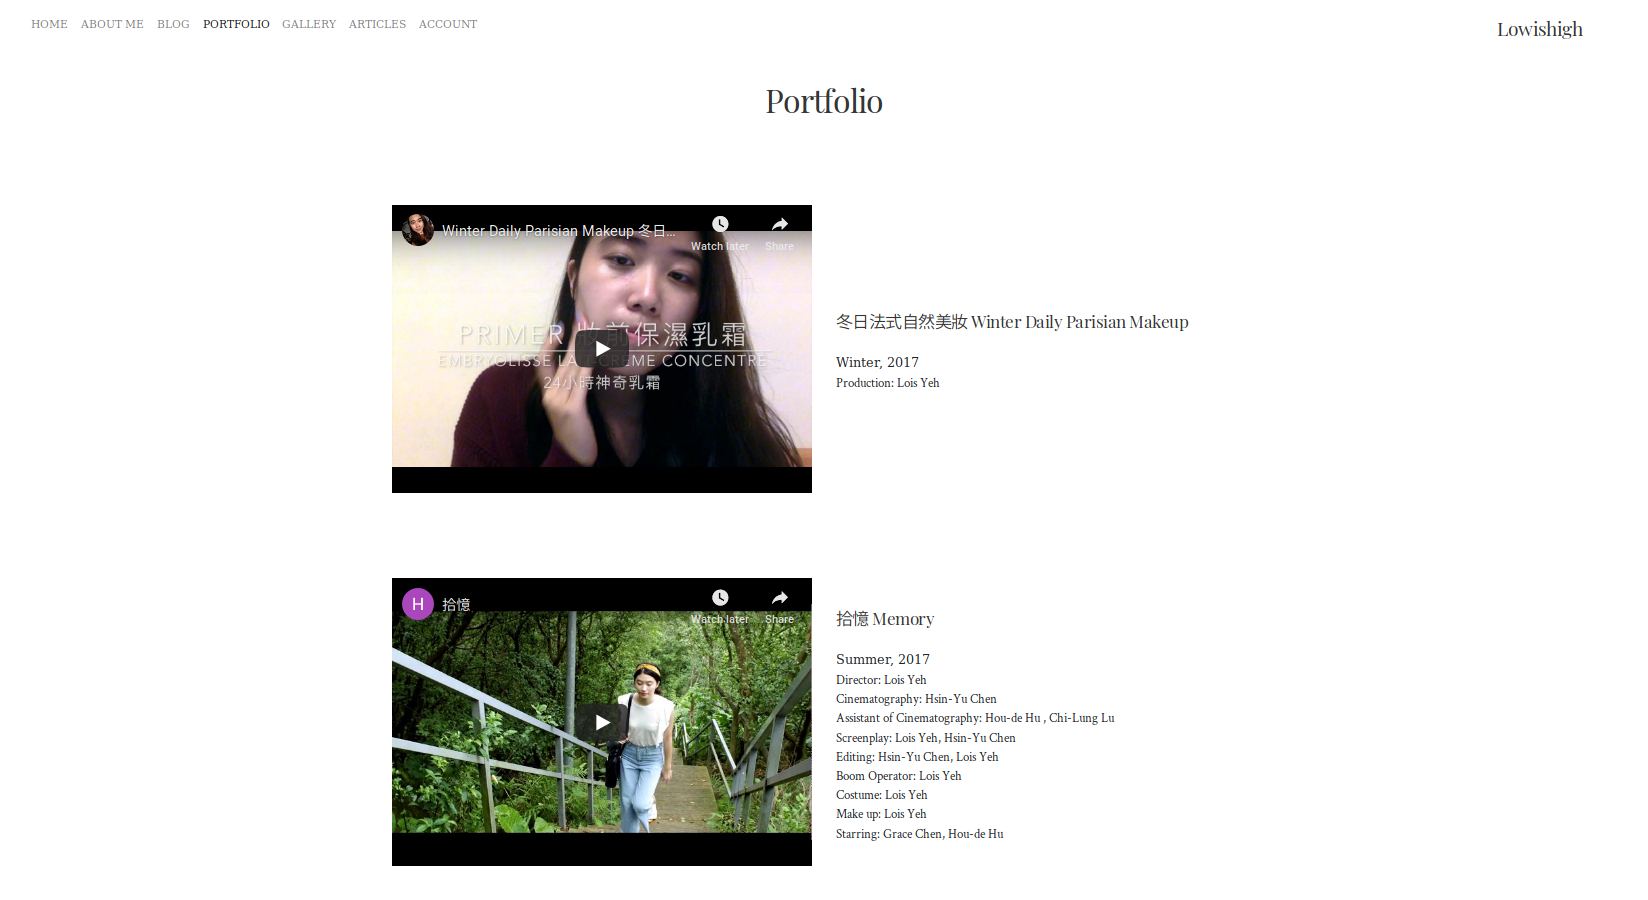 HOME ABOUT ME BLOG PORTFOLIO GALLERY ARTICLES ACCOUNT
Lowishigh
Portfolio
Winter Daily Parisian Makeup 冬日...
Watch later Share
PRIMER 妝前保濕乳霜
EMBRYOLISSE LAIT-CREME CONCENTRE
24小時神奇乳霜
冬日法式自然美妝 Winter Daily Parisian Makeup
Winter, 2017
Production: Lois Yeh
H 拾憶
Watch later Share
拾憶 Memory
Summer, 2017
Director: Lois Yeh
Cinematography: Hsin-Yu Chen
Assistant of Cinematography: Hou-de Hu , Chi-Lung Lu
Screenplay: Lois Yeh, Hsin-Yu Chen
Editing: Hsin-Yu Chen, Lois Yeh
Boom Operator: Lois Yeh
Costume: Lois Yeh
Make up: Lois Yeh
Starring: Grace Chen, Hou-de Hu